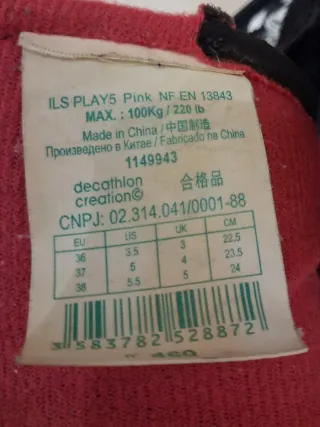 ILS PLAY5 Pink NF EN 13843
MAX. : 100Kg / 220 lb
Made in China / 中国制造
Произведено в Китае / Fabricado na China
1149943
decathlon
creation©
合格品
CNPJ: 02.314.041/0001-88
EU US UK CM
36 3.5 3 22.5
37 5 4 23.5
38 5.5 5 24
3 583782 528872